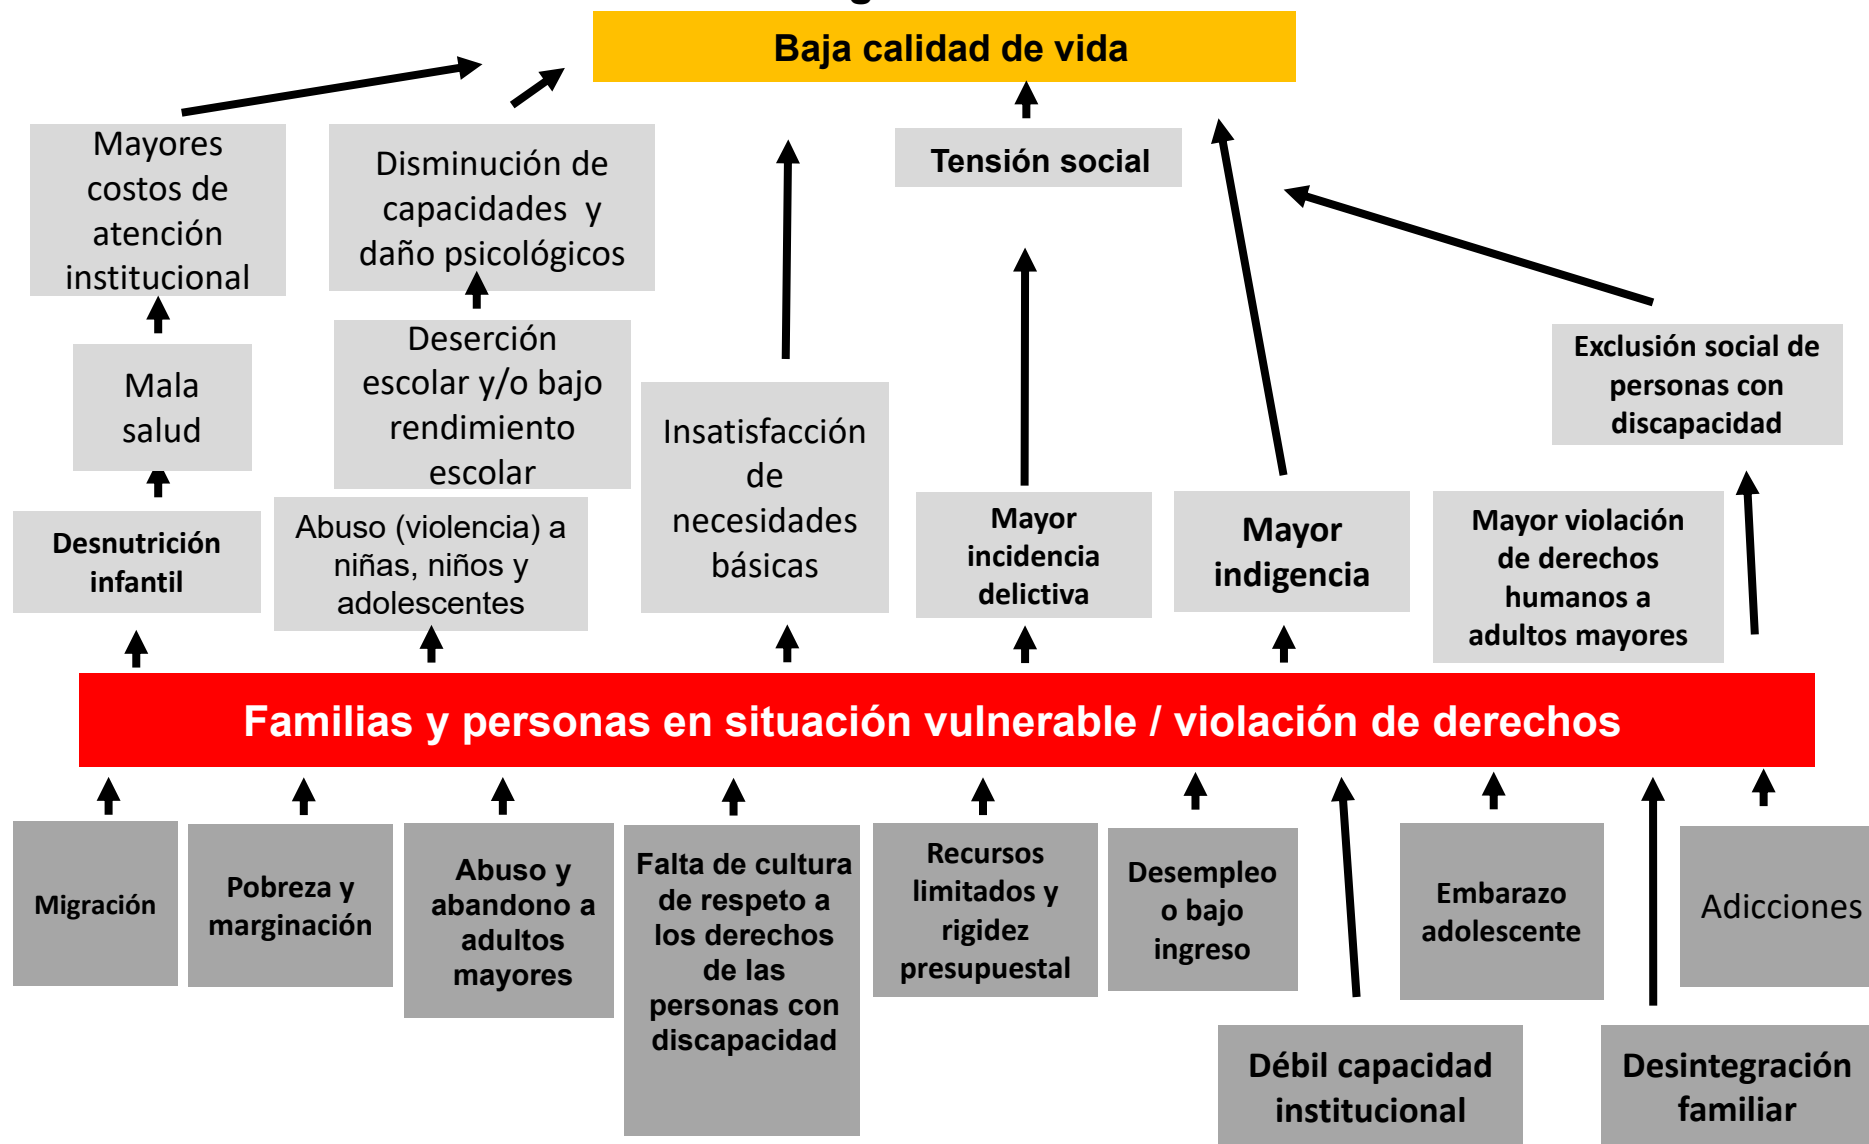 Baja calidad de vida
Mayores
costos de
atención
institucional
Disminución de
capacidades y
daño psicológicos
Tensión social
Mala
salud
Deserción
escolar y/o bajo
rendimiento
escolar
Insatisfacción
de
necesidades
básicas
Exclusión social de
personas con
discapacidad
Desnutrición
infantil
Abuso (violencia) a
niñas, niños y
adolescentes
Mayor
incidencia
delictiva
Mayor
indigencia
Mayor violación
de derechos
humanos a
adultos mayores
Familias y personas en situación vulnerable / violación de derechos
Migración
Pobreza y
marginación
Abuso y
abandono a
adultos
mayores
Falta de cultura
de respeto a
los derechos
de las
personas con
discapacidad
Recursos
limitados y
rigidez
presupuestal
Desempleo
o bajo
ingreso
Embarazo
adolescente
Adicciones
Débil capacidad
institucional
Desintegración
familiar